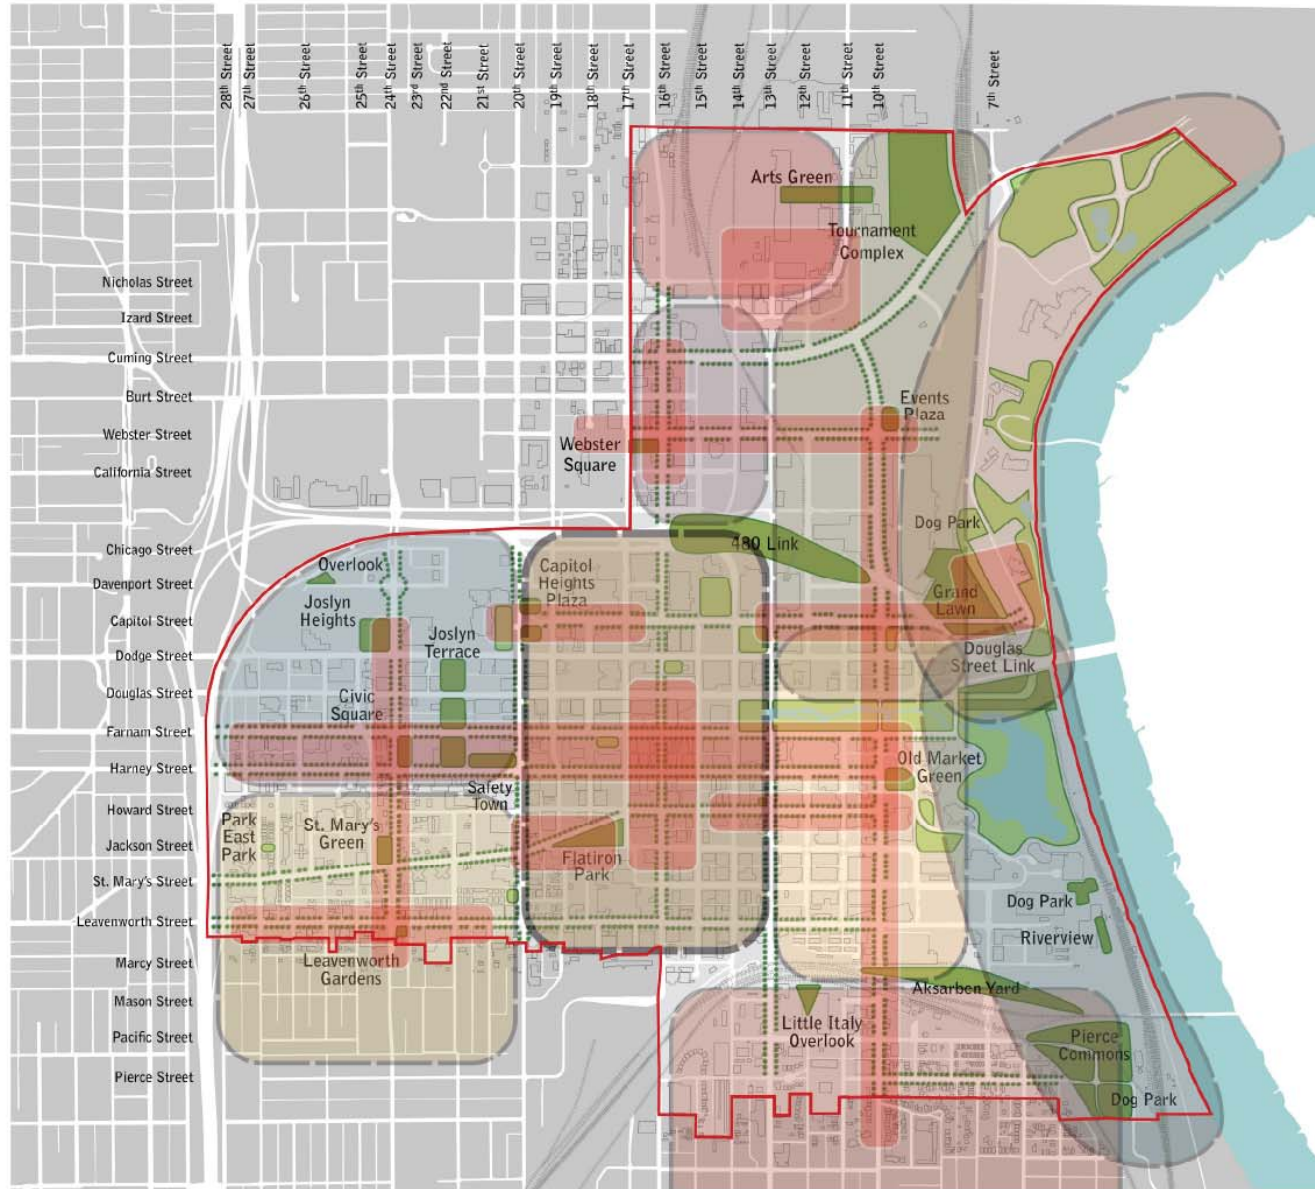 28th Street
27th Street
26th Street
25th Street
24th Street
23rd Street
22nd Street
21st Street
20th Street
19th Street
18th Street
17th Street
16th Street
15th Street
14th Street
13th Street
12th Street
11th Street
10th Street
7th Street
Arts Green
Tournament
Complex
Nicholas Street
Izard Street
Cuming Street
Burt Street
Webster Street
California Street
Events
Plaza
Webster
Square
Dog Park
480 Link
Chicago Street
Davenport Street
Capitol Street
Dodge Street
Douglas Street
Farnam Street
Harney Street
Howard Street
Jackson Street
St. Mary's Street
Leavenworth Street
Marcy Street
Mason Street
Pacific Street
Pierce Street
Overlook
Joslyn
Heights
Joslyn
Terrace
Capitol
Heights
Plaza
Grand
Lawn
Douglas
Street Link
Civic
Square
Old Market
Green
Safety
Town
Park
East
Park
St. Mary's
Green
Flatiron
Park
Dog Park
Riverview
Leavenworth
Gardens
Aksarben Yard
Little Italy
Overlook
Pierce
Commons
Dog Park